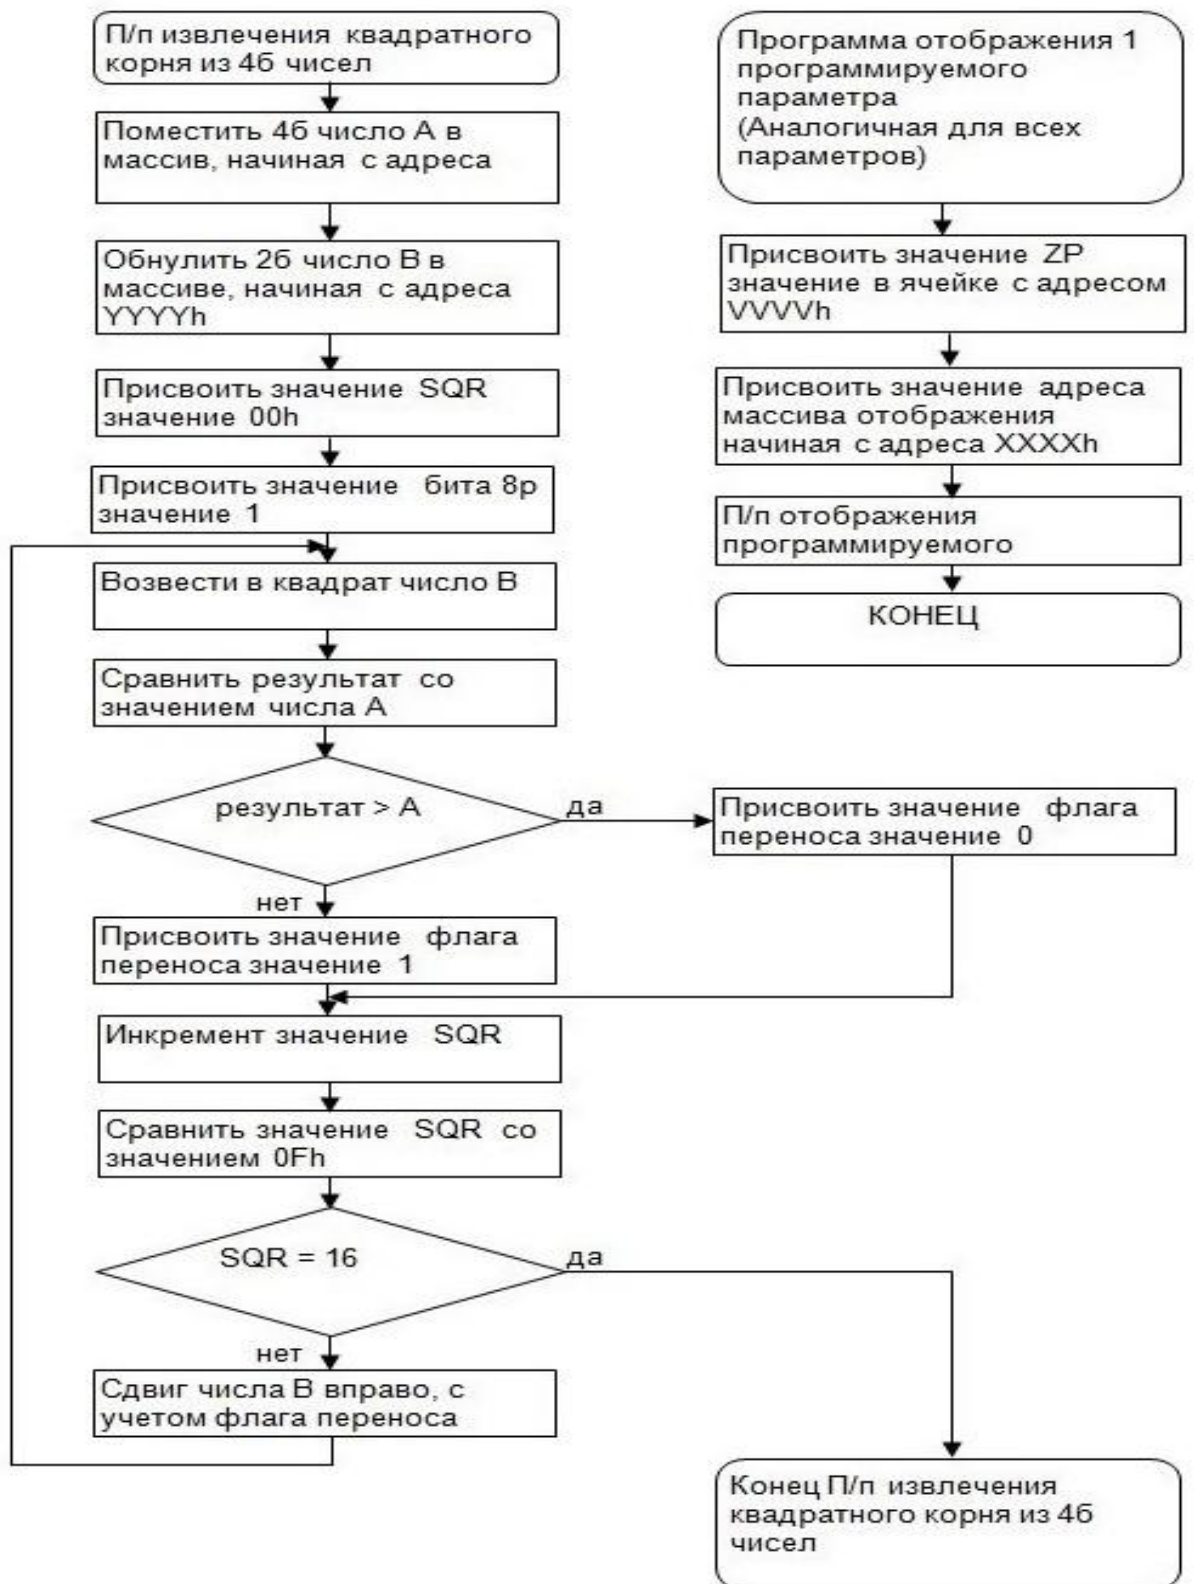 П/п извлечения квадратного
корня из 4б чисел
Поместить 4б число А в
массив, начиная с адреса
Обнулить 2б число В в
массиве, начиная с адреса
YYYYh
Присвоить значение SQR
значение 00h
Присвоить значение бита 8р
значение 1
Возвести в квадрат число В
Сравнить результат со
значением числа А
результат > А
да
нет
Присвоить значение флага
переноса значение 0
Присвоить значение флага
переноса значение 1
Инкремент значение SQR
Сравнить значение SQR со
значением 0Fh
SQR = 16
да
нет
Сдвиг числа В вправо, с
учетом флага переноса
Конец П/п извлечения
квадратного корня из 4б
чисел
Программа отображения 1
программируемого
параметра
(Аналогичная для всех
параметров)
Присвоить значение ZP
значение в ячейке с адресом
VVVVh
Присвоить значение адреса
массива отображения
начиная с адреса XXXXh
П/п отображения
программируемого
КОНЕЦ